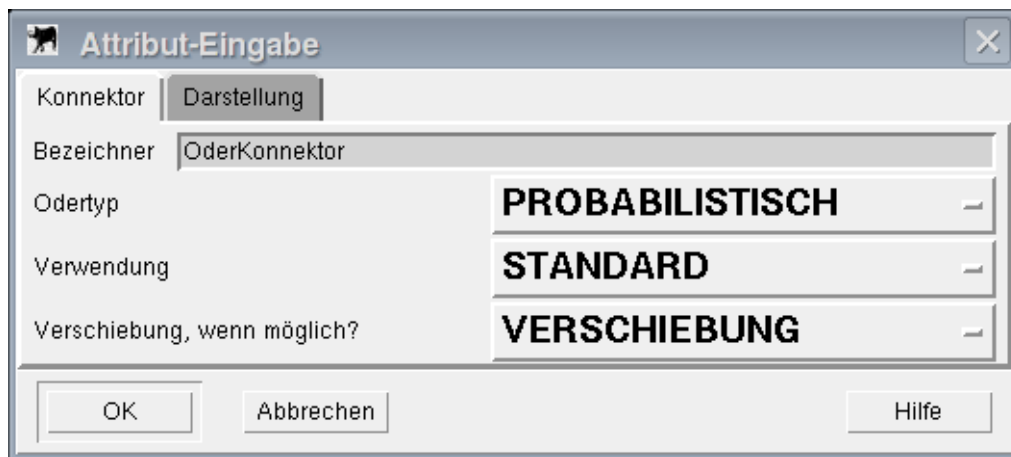 Attribut-Eingabe
Konnektor Darstellung
Bezeichner OderKonnektor
Odertyp PROBABILISTISCH
Verwendung STANDARD
Verschiebung, wenn möglich? VERSCHIEBUNG
OK Abbrechen Hilfe